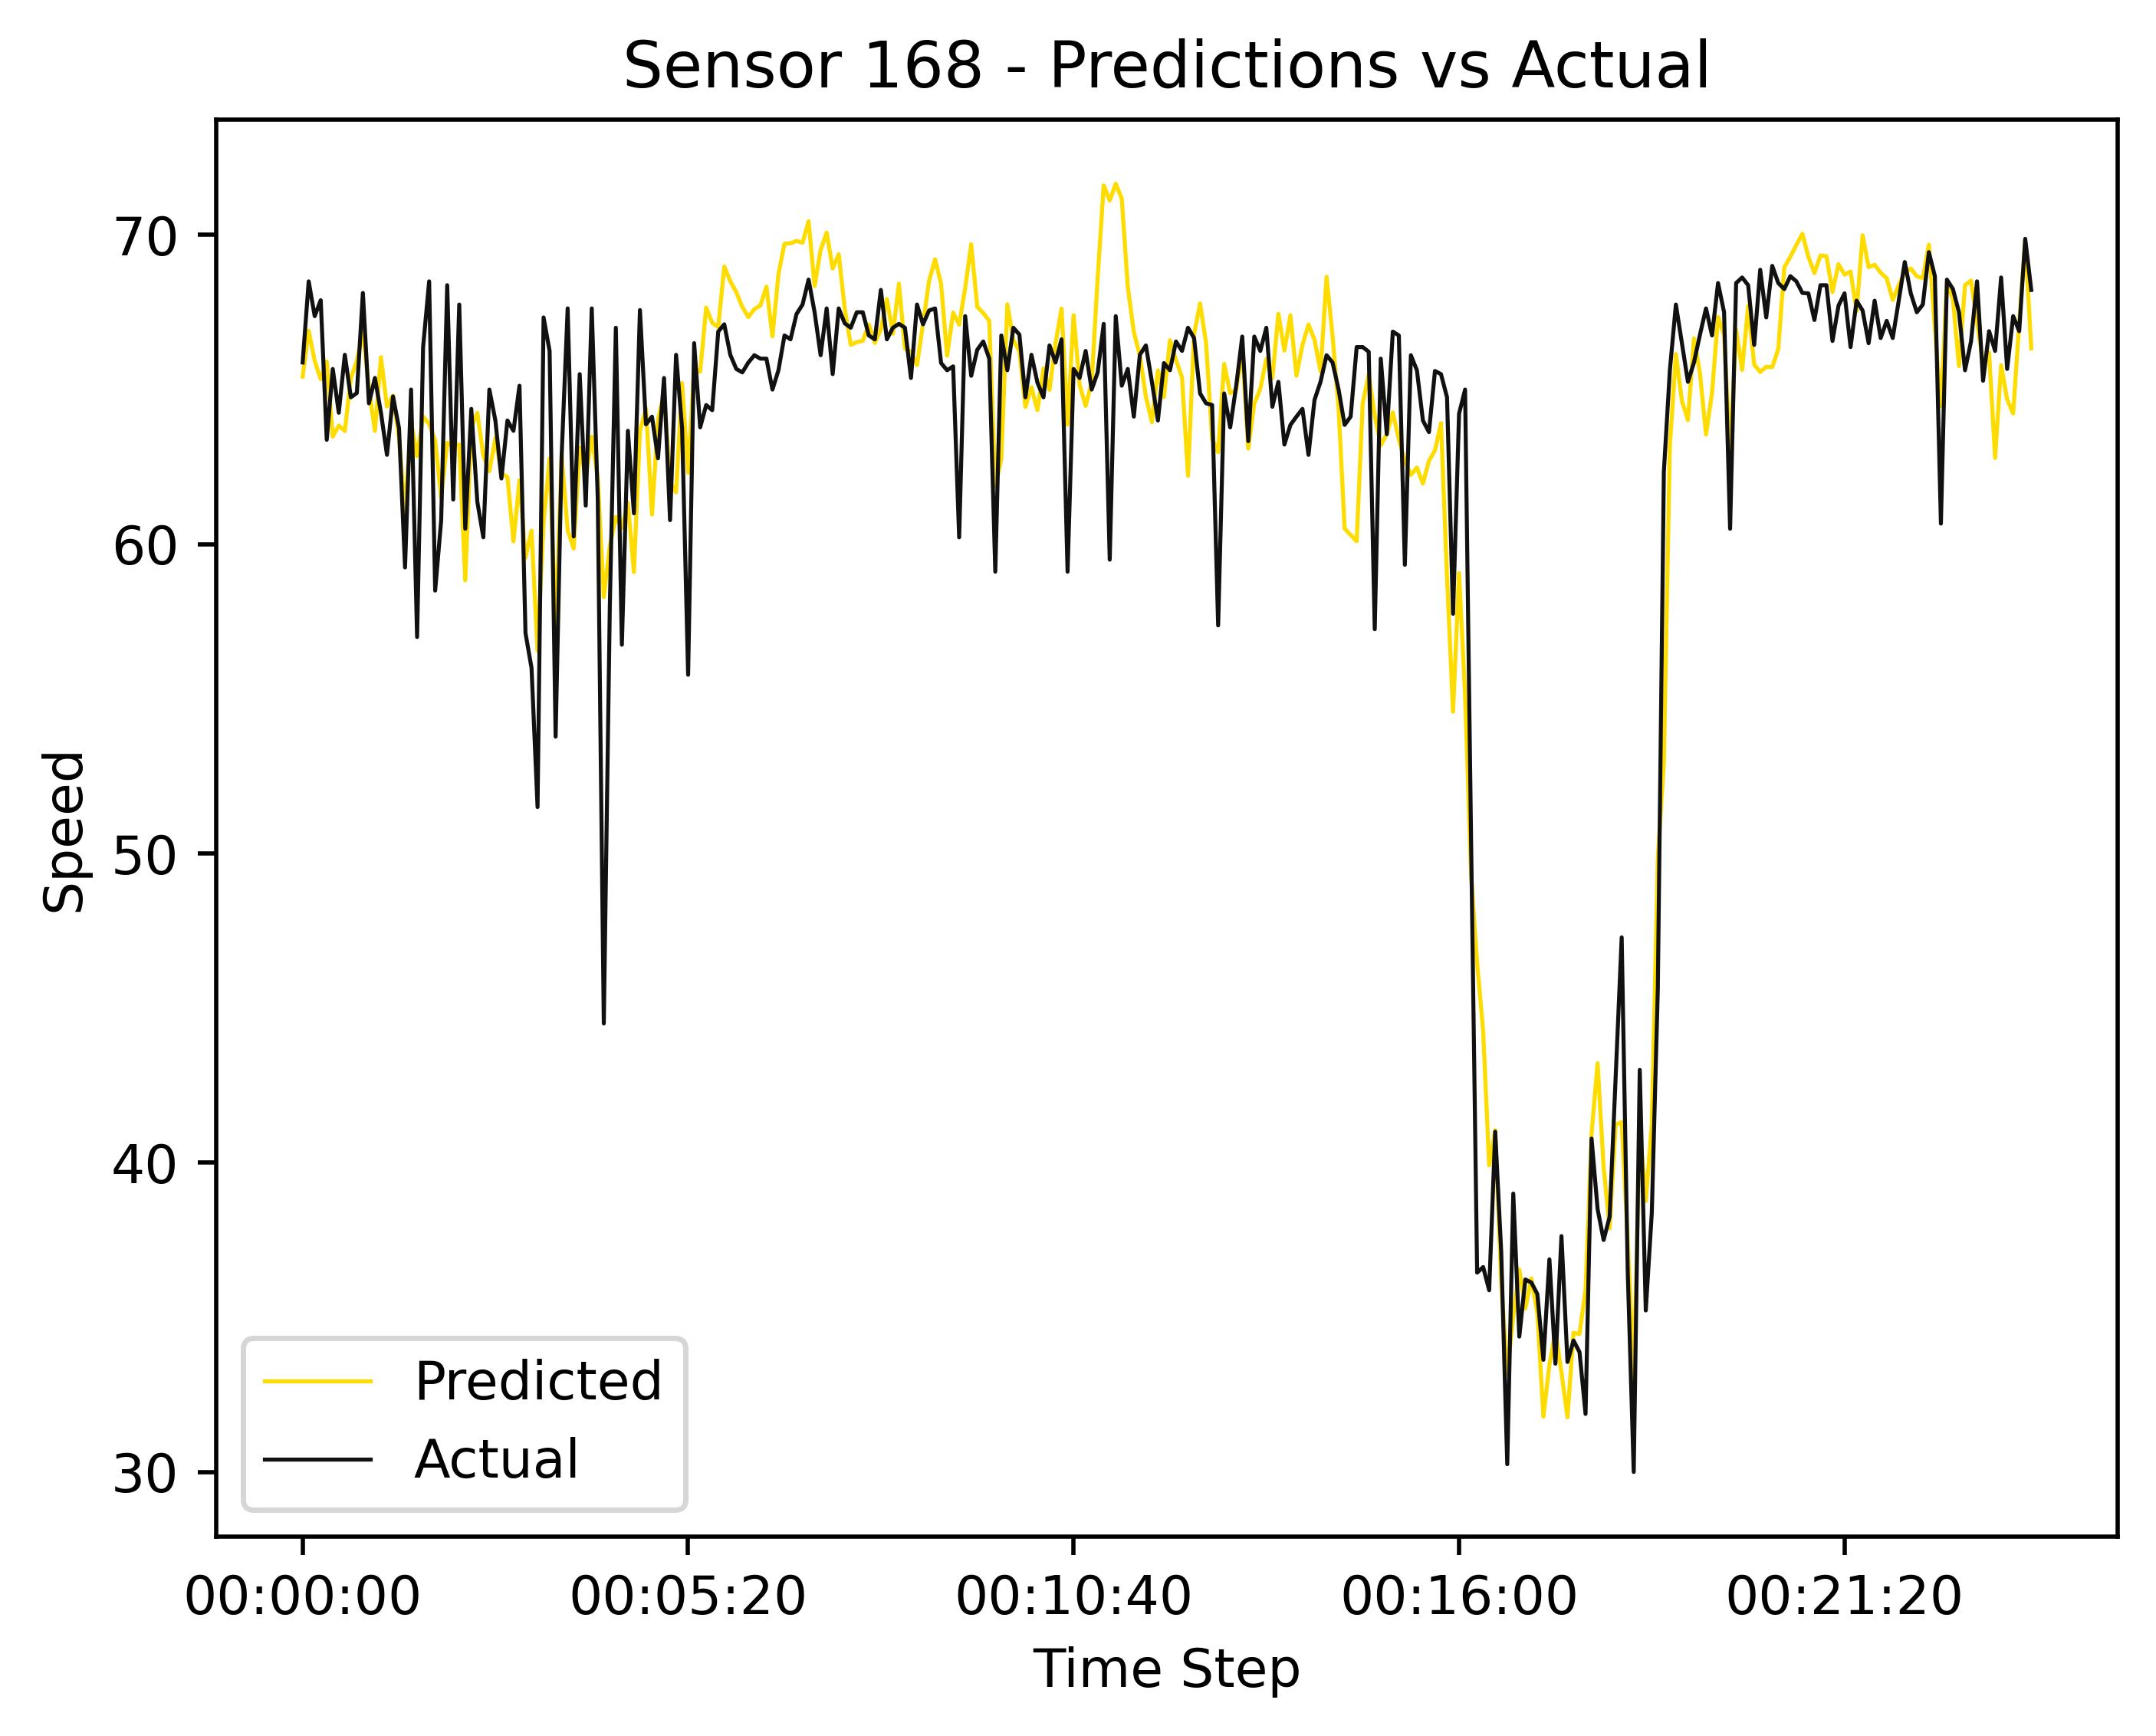 Sensor 168 - Predictions vs Actual
70
60
50
40
30
Speed
Predicted
Actual
00:00:00 00:05:20 00:10:40 00:16:00 00:21:20
Time Step